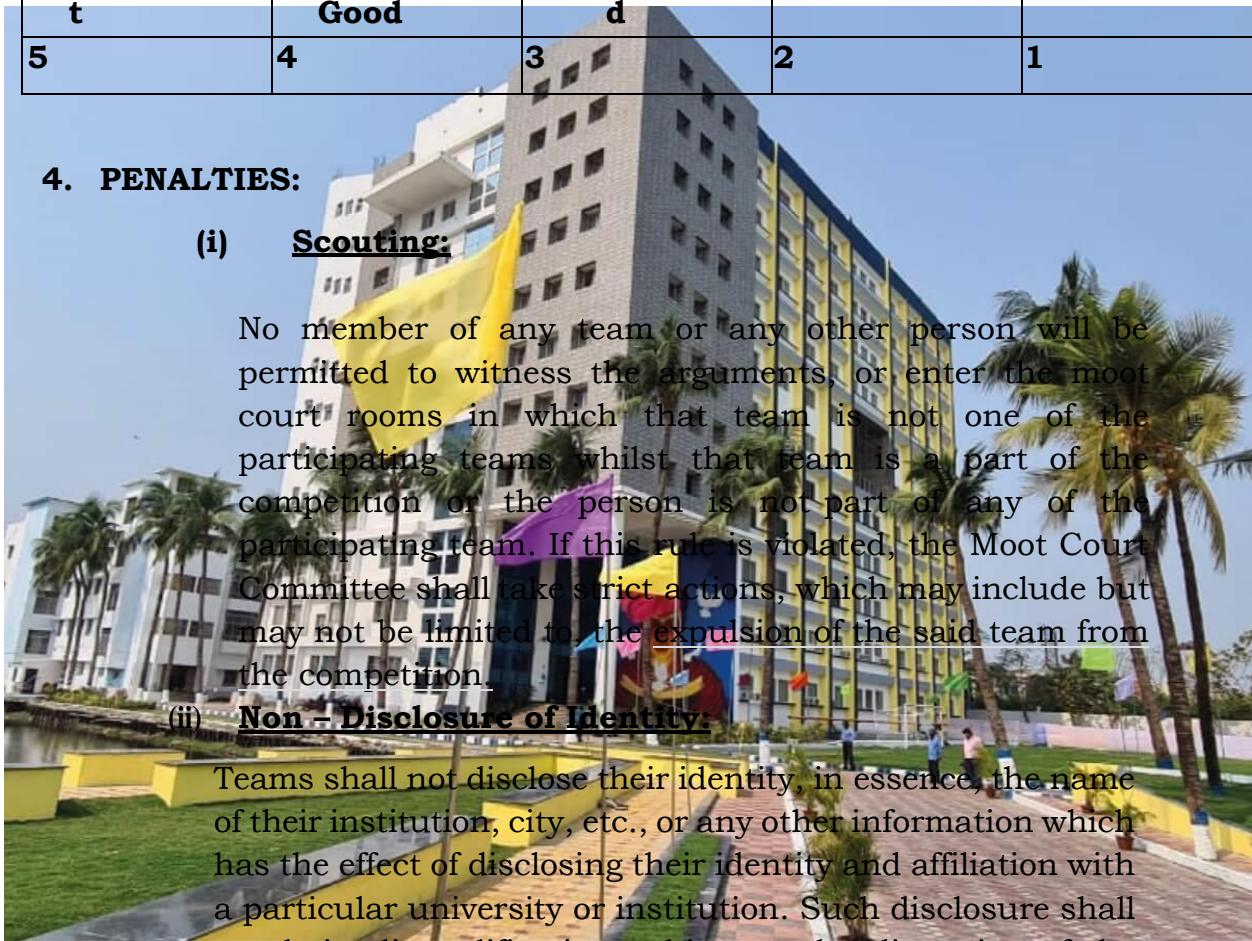 t Good d
5 4 3 2 1
4. PENALTIES:
(i) Scouting:
No member of any team or any other person will be
permitted to witness the arguments, or enter the moot
court rooms in which that team is not one of the
participating teams whilst that team is a part of the
competition or the person is not part of any of the
participating team. If this rule is violated, the Moot Court
Committee shall take strict actions, which may include but
may not be limited to, the expulsion of the said team from
the competition.
(ii) Non – Disclosure of Identity:
Teams shall not disclose their identity, in essence, the name
of their institution, city, etc., or any other information which
has the effect of disclosing their identity and affiliation with
a particular university or institution. Such disclosure shall